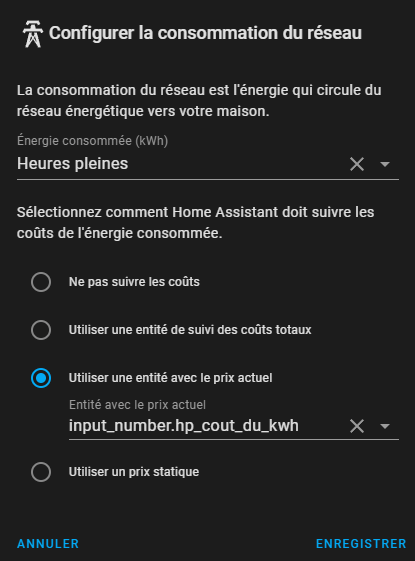 Configurer la consommation du réseau
La consommation du réseau est l'énergie qui circule du
réseau énergétique vers votre maison.
Énergie consommée (kWh)
Heures pleines
Sélectionnez comment Home Assistant doit suivre les
coûts de l'énergie consommée.
Ne pas suivre les coûts
Utiliser une entité de suivi des coûts totaux
Utiliser une entité avec le prix actuel
Entité avec le prix actuel
input_number.hp_cout_du_kwh
Utiliser un prix statique
ANNULER
ENREGISTRER